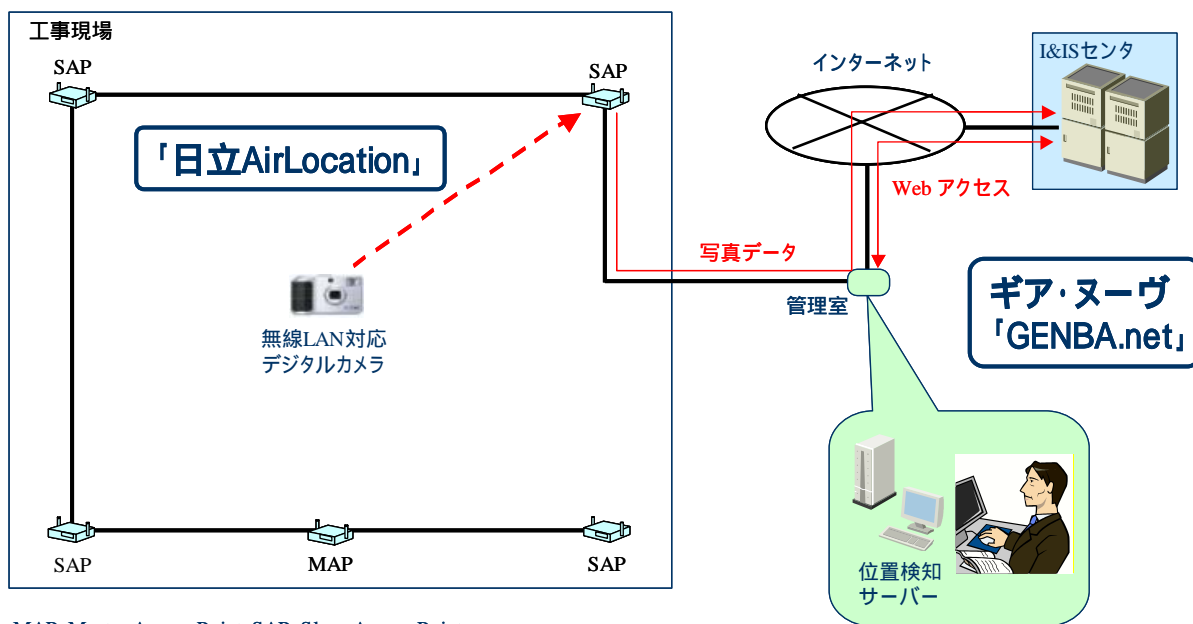 工事現場
SAP
SAP
「日立AirLocation」
無線LAN対応
デジタルカメラ
SAP
MAP
SAP
インターネット
I&ISセンタ
Web アクセス
写真データ
管理室
ギア・ヌーヴ
「GENBA.net」
位置検知
サーバー